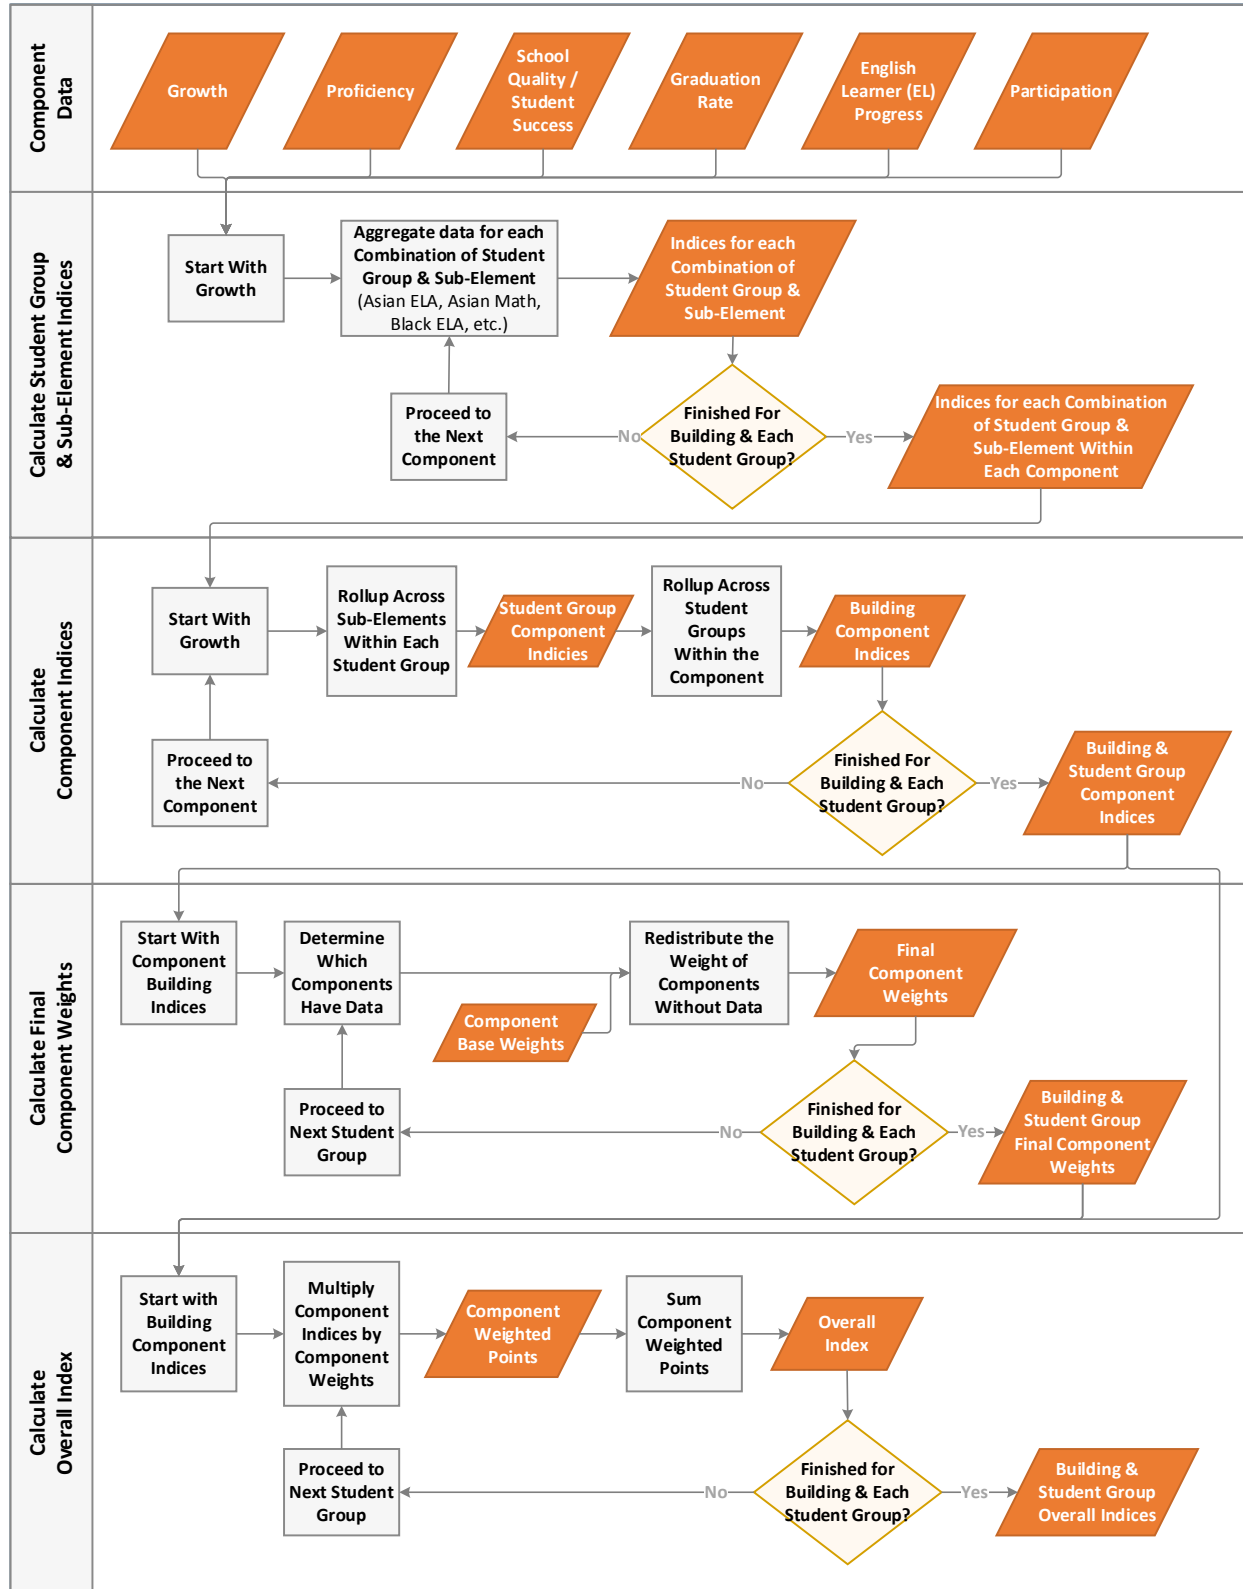 Component
Data
Growth
Proficiency
School
Quality /
Student
Success
Graduation
Rate
English
Learner (EL)
Progress
Participation
Calculate Student Group
& Sub-Element Indices
Start With
Growth
Aggregate data for each
Combination of Student
Group & Sub-Element
(Asian ELA, Asian Math,
Black ELA, etc.)
Indices for each
Combination of
Student Group &
Sub-Element
Proceed to
the Next
Component
No
Finished For
Building & Each
Student Group?
Yes
Indices for each Combination
of Student Group &
Sub-Element Within
Each Component
Calculate
Component Indices
Start With
Growth
Rollup Across
Sub-Elements
Within Each
Student Group
Student Group
Component
Indicies
Rollup Across
Student
Groups
Within the
Component
Building
Component
Indices
Proceed to
the Next
Component
No
Finished For
Building & Each
Student Group?
Yes
Building &
Student Group
Component
Indices
Calculate Final
Component Weights
Start With
Component
Building
Indices
Determine
Which
Components
Have Data
Component
Base Weights
Redistribute the
Weight of
Components
Without Data
Final
Component
Weights
Proceed to
Next Student
Group
No
Finished for
Building & Each
Student Group?
Yes
Building &
Student Group
Final Component
Weights
Calculate
Overall Index
Start with
Building
Component
Indices
Multiply
Component
Indices by
Component
Weights
Component
Weighted
Points
Sum
Component
Weighted
Points
Overall
Index
Proceed to
Next Student
Group
No
Finished for
Building & Each
Student Group?
Yes
Building &
Student Group
Overall Indices